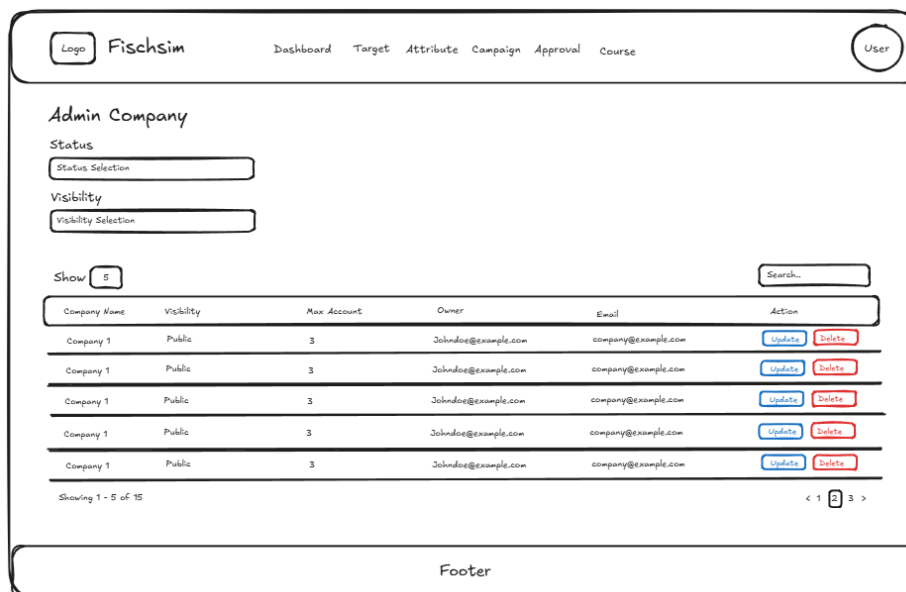 Logo Fischsim Dashboard Target Attribute Campaign Approval Course User
Admin Company
Status
Status Selection
Visibility
Visibility Selection
Show 5 Search..
Company Name Visibility Max Account Owner Email Action
Company 1 Public 3 Johndoe@example.com company@example.com Update Delete
Company 1 Public 3 Johndoe@example.com company@example.com Update Delete
Company 1 Public 3 Johndoe@example.com company@example.com Update Delete
Company 1 Public 3 Johndoe@example.com company@example.com Update Delete
Company 1 Public 3 Johndoe@example.com company@example.com Update Delete
Showing 1 - 5 of 15 < 1 2 3 >
Footer